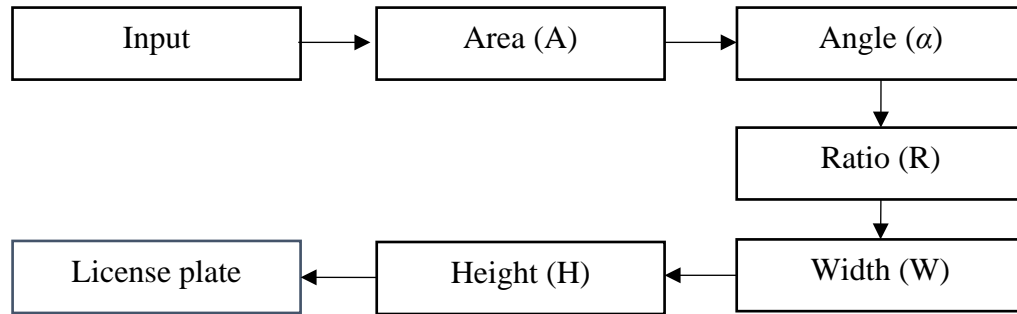 Input
Area (A)
Angle (α)
Ratio (R)
Width (W)
Height (H)
License plate